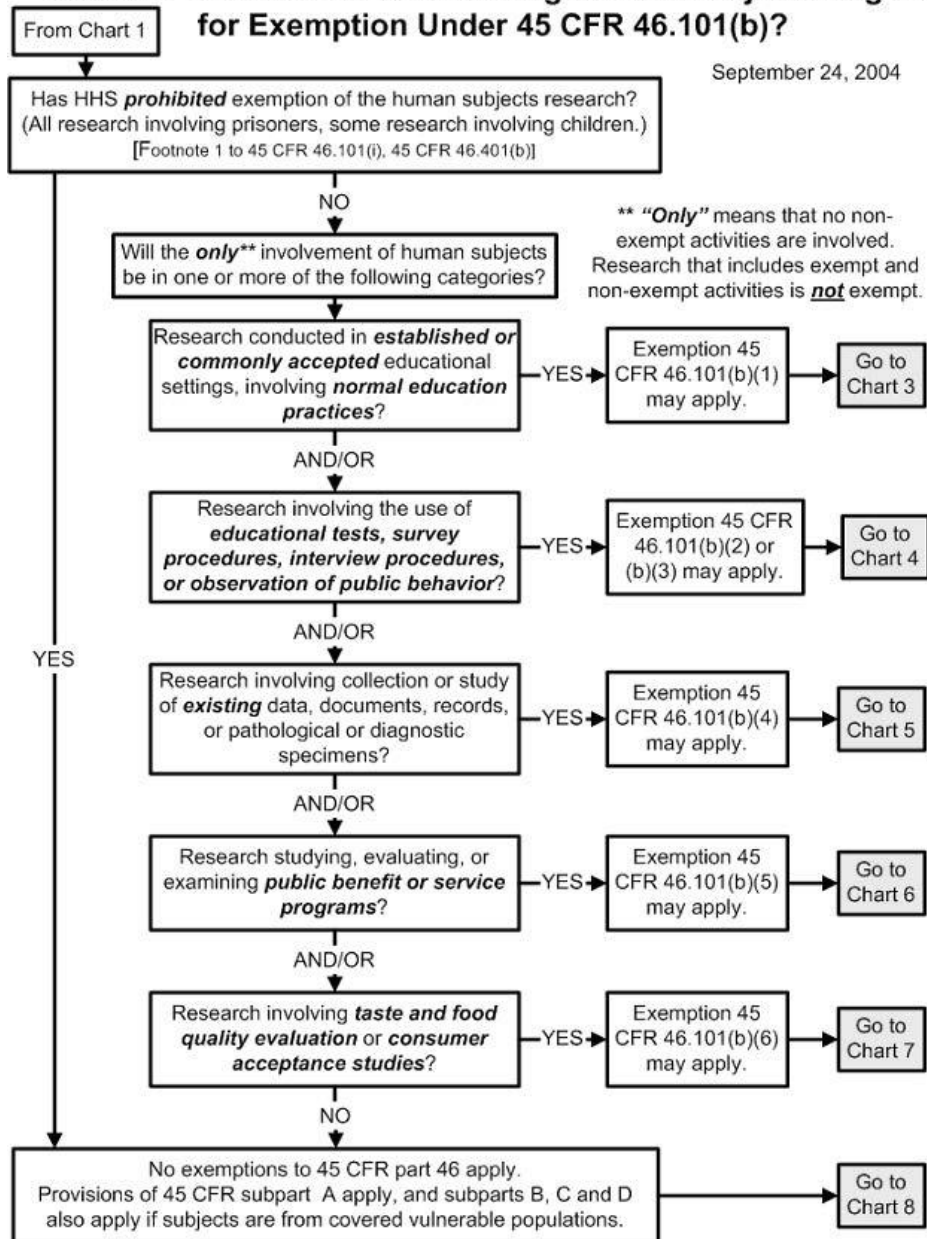 for Exemption Under 45 CFR 46.101(b)?
From Chart 1
September 24, 2004
Has HHS prohibited exemption of the human subjects research?
(All research involving prisoners, some research involving children.)
[Footnote 1 to 45 CFR 46.101(i), 45 CFR 46.401(b)]
NO
Will the only** involvement of human subjects
be in one or more of the following categories?
** "Only" means that no non-
exempt activities are involved.
Research that includes exempt and
non-exempt activities is not exempt.
Research conducted in established or
commonly accepted educational
settings, involving normal education
practices?
YES
Exemption 45
CFR 46.101(b)(1)
may apply.
Go to
Chart 3
AND/OR
Research involving the use of
educational tests, survey
procedures, interview procedures,
or observation of public behavior?
YES
Exemption 45 CFR
46.101(b)(2) or
(b)(3) may apply.
Go to
Chart 4
AND/OR
YES
Research involving collection or study
of existing data, documents, records,
or pathological or diagnostic
specimens?
YES
Exemption 45
CFR 46.101(b)(4)
may apply.
Go to
Chart 5
AND/OR
Research studying, evaluating, or
examining public benefit or service
programs?
YES
Exemption 45
CFR 46.101(b)(5)
may apply.
Go to
Chart 6
AND/OR
Research involving taste and food
quality evaluation or consumer
acceptance studies?
YES
Exemption 45
CFR 46.101(b)(6)
may apply.
Go to
Chart 7
NO
No exemptions to 45 CFR part 46 apply.
Provisions of 45 CFR subpart A apply, and subparts B, C and D
also apply if subjects are from covered vulnerable populations.
Go to
Chart 8